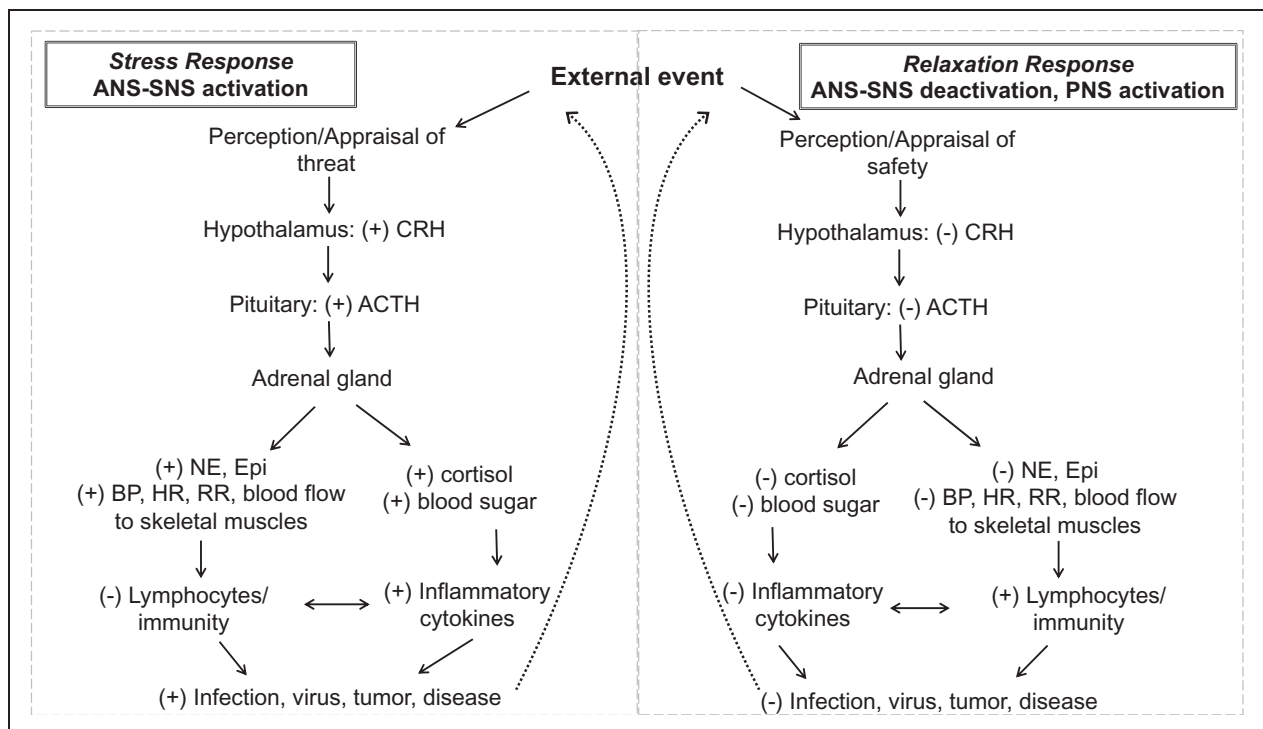 Stress Response
ANS-SNS activation
External event
Relaxation Response
ANS-SNS deactivation, PNS activation
Perception/Appraisal of
threat
Hypothalamus: (+) CRH
Pituitary: (+) ACTH
Adrenal gland
(+) NE, Epi
(+) BP, HR, RR, blood flow
to skeletal muscles
(+) cortisol
(+) blood sugar
(-) Lymphocytes/
immunity
(+) Inflammatory
cytokines
(+) Infection, virus, tumor, disease
Perception/Appraisal of
safety
Hypothalamus: (-) CRH
Pituitary: (-) ACTH
Adrenal gland
(-) cortisol
(-) blood sugar
(-) NE, Epi
(-) BP, HR, RR, blood flow
to skeletal muscles
(-) Inflammatory
cytokines
(+) Lymphocytes/
immunity
(-) Infection, virus, tumor, disease